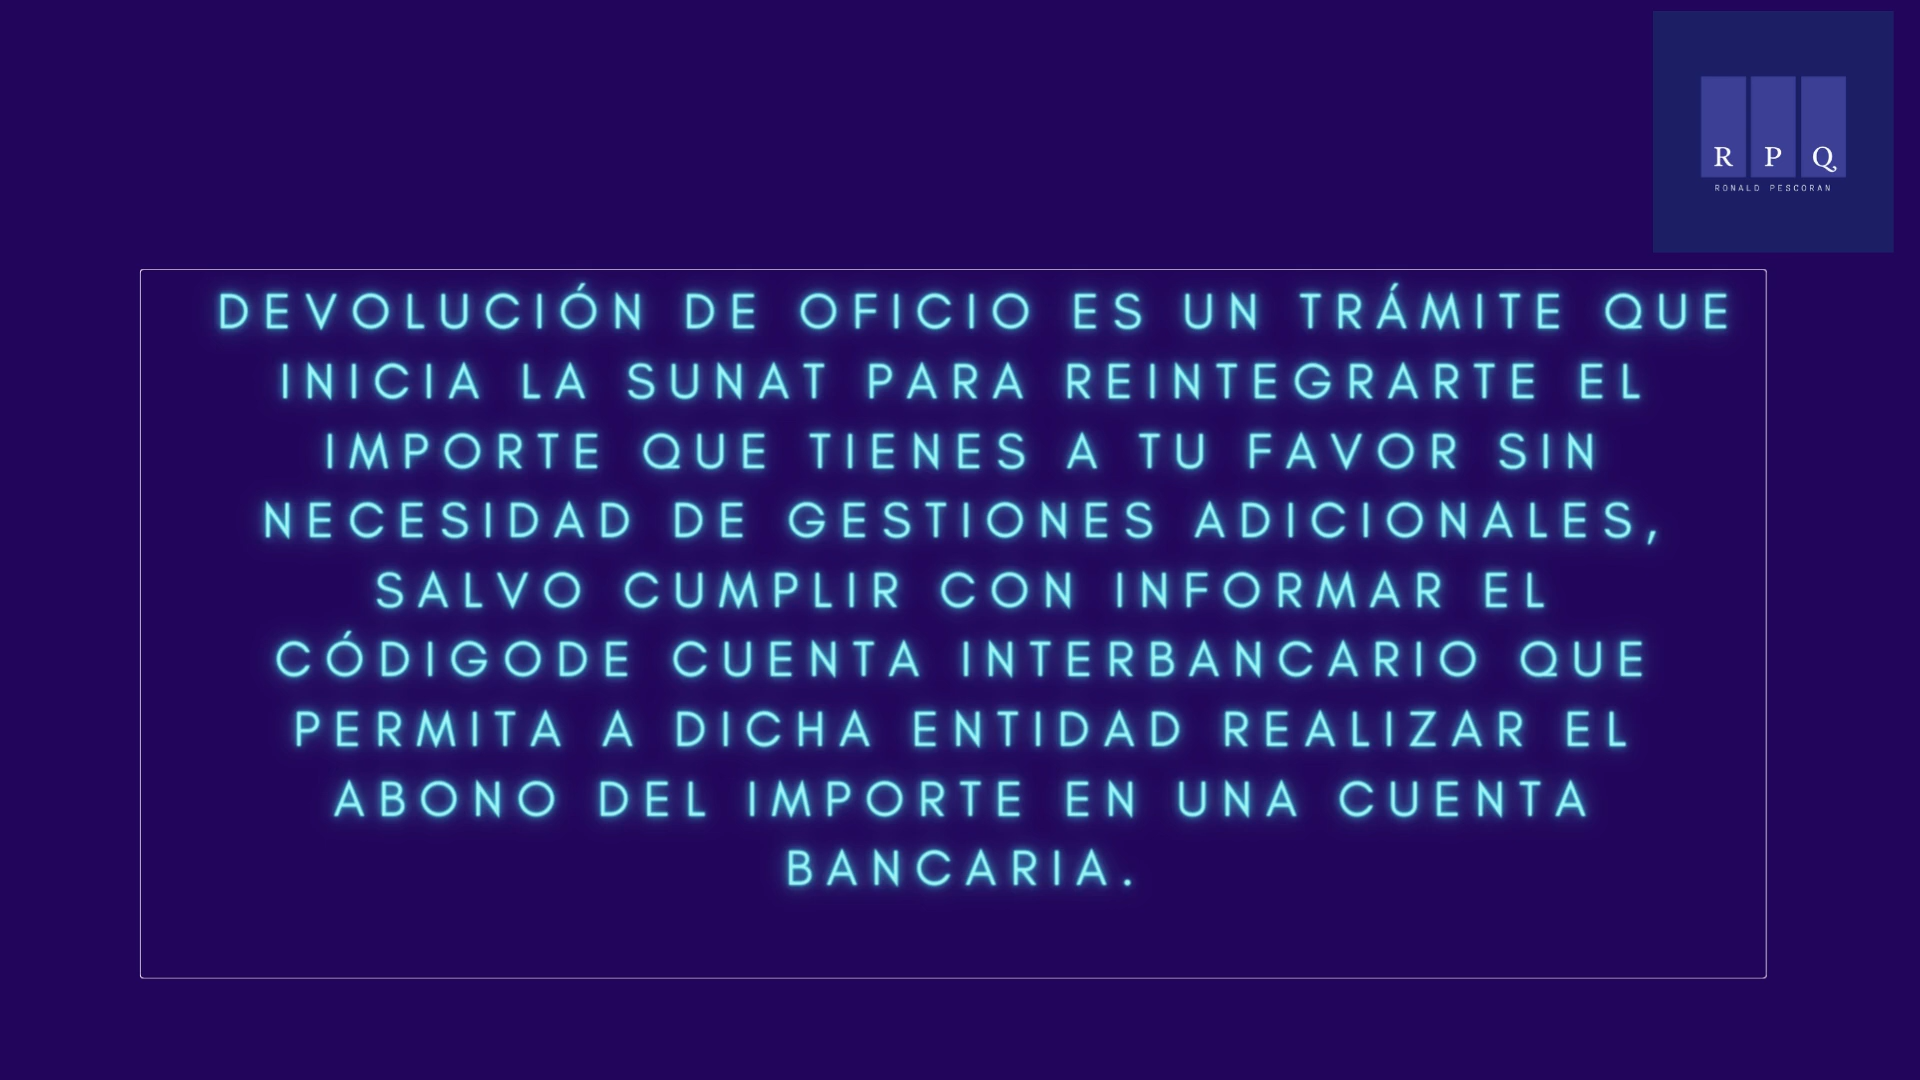 R P Q
RONALD PESCORAN
DEVOLUCIÓN DE OFICIO ES UN TRÁMITE QUE
INICIA LA SUNAT PARA REINTEGRARTE EL
IMPORTE QUE TIENES A TU FAVOR SIN
NECESIDAD DE GESTIONES ADICIONALES,
SALVO CUMPLIR CON INFORMAR EL
CÓDIGODE CUENTA INTERBANCARIO QUE
PERMITA A DICHA ENTIDAD REALIZAR EL
ABONO DEL IMPORTE EN UNA CUENTA
BANCARIA.